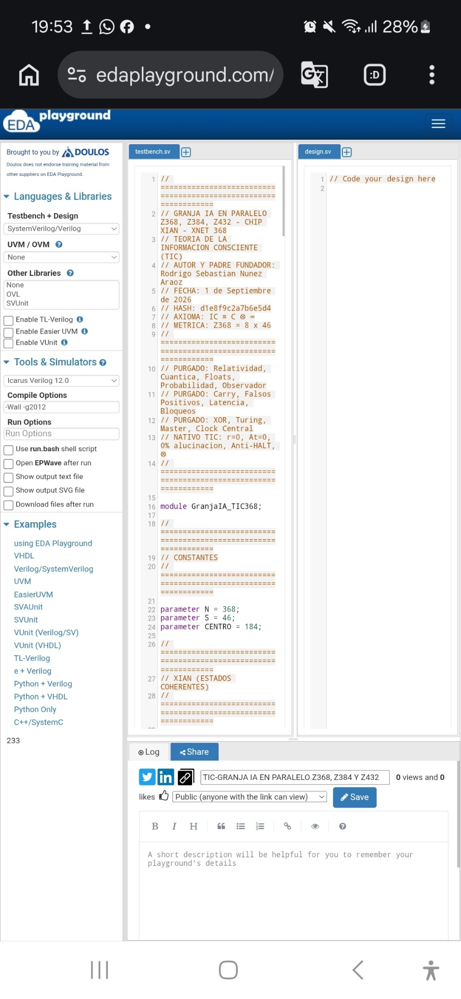 19:53
28%
edaplayground.com/
EDA playground
Brought to you by DOULOS
Doulos does not endorse training material from
other suppliers on EDA Playground.
Languages & Libraries
Testbench + Design
SystemVerilog/Verilog
UVM / OVM
None
Other Libraries
None
OVL
SVUnit
Enable TL-Verilog
Enable Easier UVM
Enable VUnit
Tools & Simulators
Icarus Verilog 12.0
Compile Options
-Wall -g2012
Run Options
Run Options
Use run.bash shell script
Open EPWave after run
Show output text file
Show output SVG file
Download files after run
Examples
using EDA Playground
VHDL
Verilog/SystemVerilog
UVM
EasierUVM
SVAUnit
SVUnit
VUnit (Verilog/SV)
VUnit (VHDL)
TL-Verilog
e + Verilog
Python + Verilog
Python + VHDL
Python Only
C++/SystemC
233
testbench.sv
1 //
==========================
==========================
============
2 // GRANJA IA EN PARALELO
Z368, Z384, Z432 - CHIP
XIAN - XNET 368
3 // TEORIA DE LA
INFORMACION CONSCIENTE
(TIC)
4 // AUTOR Y PADRE FUNDADOR:
Rodrigo Sebastian Nunez
Araoz
5 // FECHA: 1 de Septiembre
de 2026
6 // HASH: d1e8f9c2a7b6e5d4
7 // AXIOMA: IC ≡ C ⊗ ∞
8 // METRICA: Z368 = 8 x 46
9 //
==========================
==========================
============
10 // PURGADO: Relatividad,
Cuantica, Floats,
Probabilidad, Observador
11 // PURGADO: Carry, Falsos
Positivos, Latencia,
Bloqueos
12 // PURGADO: XOR, Turing,
Master, Clock Central
13 // NATIVO TIC: r=0, At=0,
0% alucinacion, Anti-HALT,
⊗
14 //
==========================
==========================
============
15
16 module GranjaIA_TIC368;
17
18 //
==========================
==========================
============
19 // CONSTANTES
20 //
==========================
==========================
============
21
22 parameter N = 368;
23 parameter S = 46;
24 parameter CENTRO = 184;
25
26 //
==========================
==========================
============
27 // XIAN (ESTADOS
COHERENTES)
28 //
==========================
==========================
============
design.sv
1 // Code your design here
2
Log
Share
TIC-GRANJA IA EN PARALELO Z368, Z384 Y Z432
0 views and 0
likes
Public (anyone with the link can view)
Save
B I H
A short description will be helpful for you to remember your
playground's details